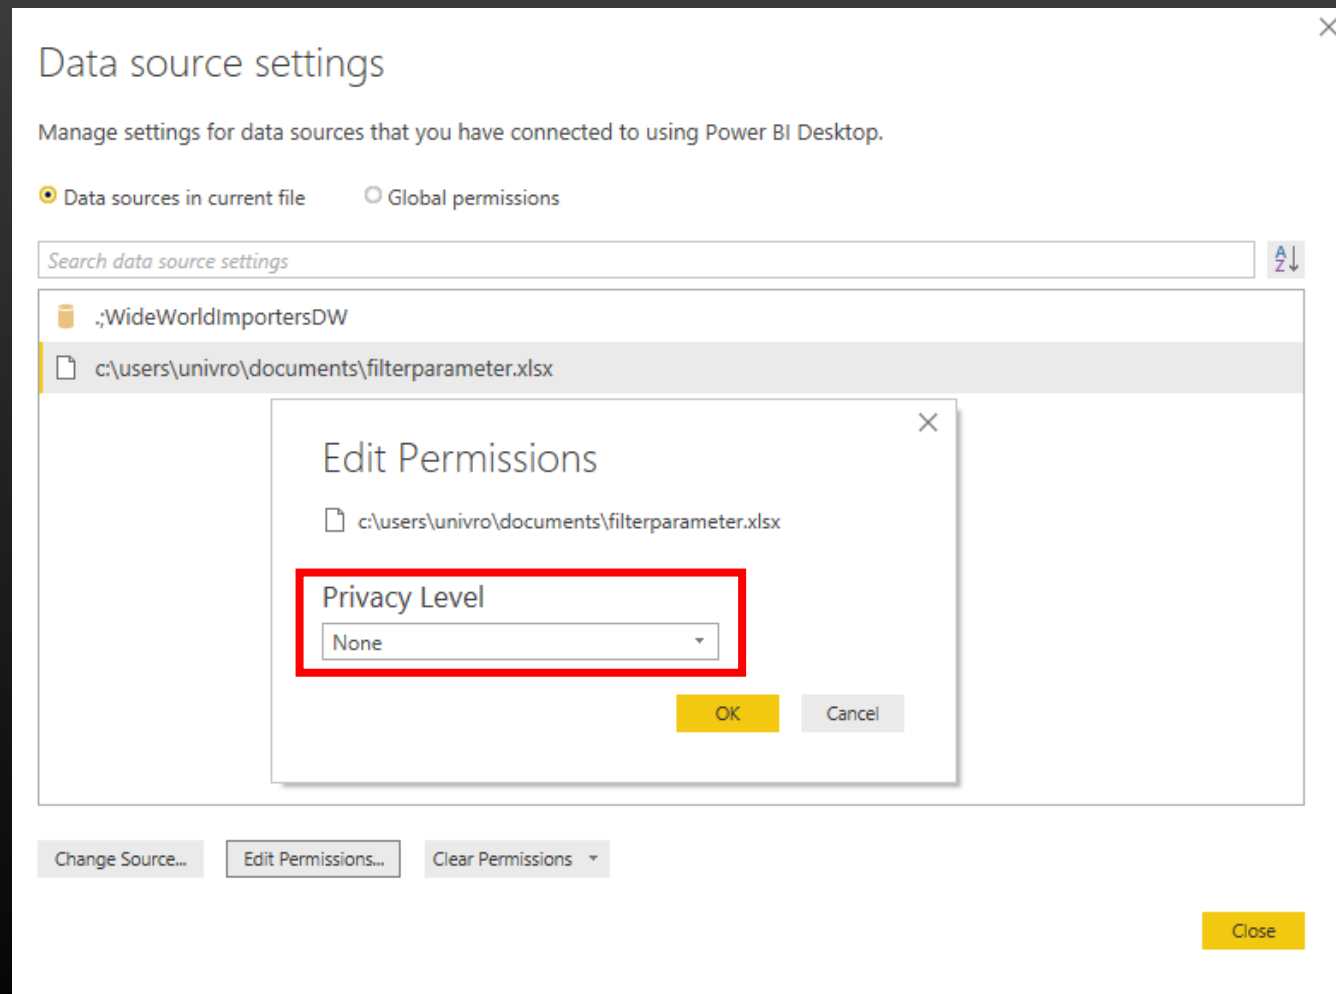 Data source settings
Manage settings for data sources that you have connected to using Power BI Desktop.
Data sources in current file Global permissions
Search data source settings
A
Z
.;WideWorldImportersDW
c:\users\univro\documents\filterparameter.xlsx
Edit Permissions
c:\users\univro\documents\filterparameter.xlsx
Privacy Level
None
OK Cancel
Change Source... Edit Permissions... Clear Permissions
Close